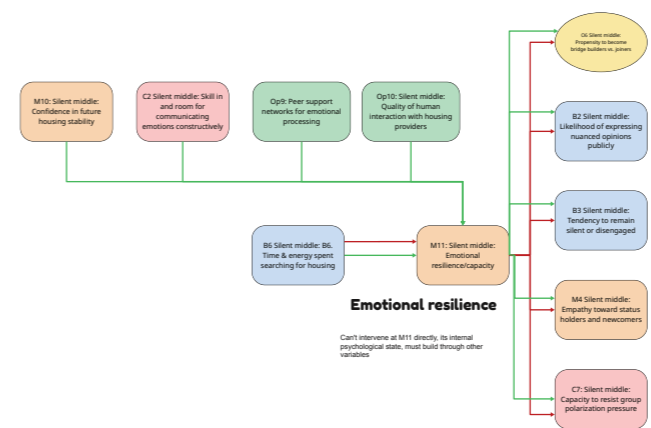 O6 Silent middle:
Propensity to become
bridge builders vs. joiners
M10: Silent middle:
Confidence in future
housing stability
C2 Silent middle: Skill in
and room for
communicating
emotions constructively
Op9: Peer support
networks for emotional
processing
Op10: Silent middle:
Quality of human
interaction with housing
providers
B2 Silent middle:
Likelihood of expressing
nuanced opinions
publicly
B3 Silent middle:
Tendency to remain
silent or disengaged
B6 Silent middle: B6.
Time & energy spent
searching for housing
M11: Silent middle:
Emotional
resilience/capacity
M4 Silent middle:
Empathy toward status
holders and newcomers
Emotional resilience
Can't intervene at M11 directly, its internal
psychological state, must build through other
variables
C7: Silent middle:
Capacity to resist group
polarization pressure